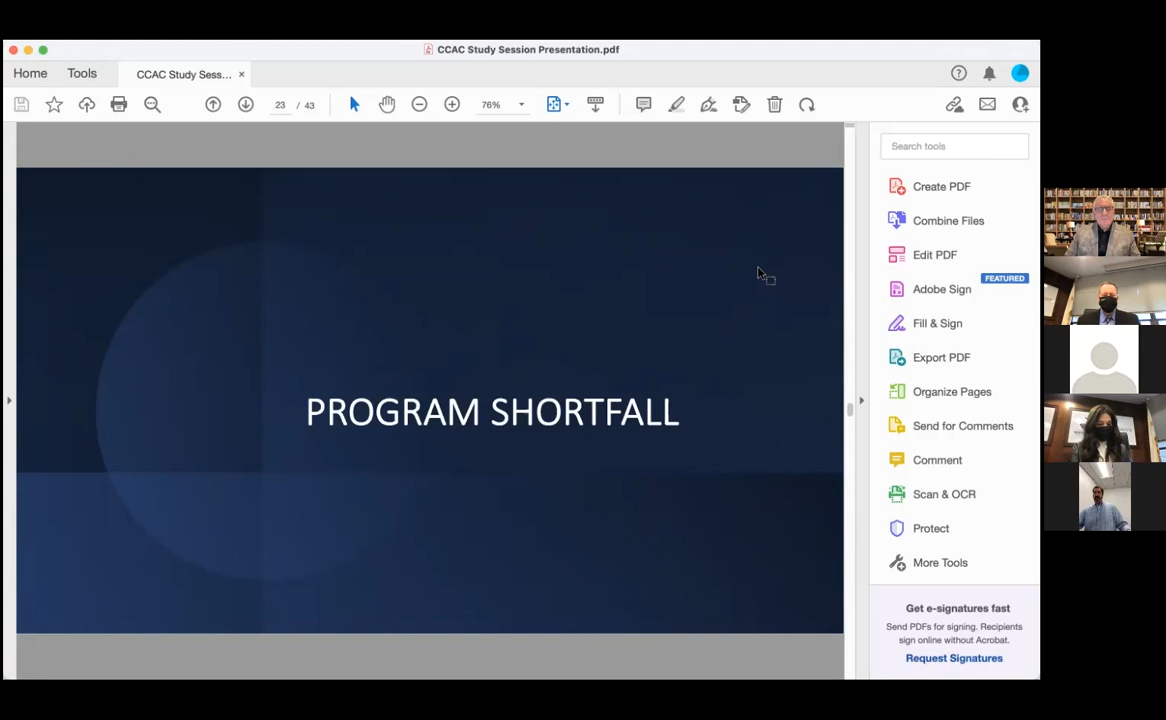 CCAC Study Session Presentation.pdf
Home
Tools
CCAC Study Sess...
23 / 43
76%
Search tools
Create PDF
Combine Files
Edit PDF
FEATURED
Adobe Sign
Fill & Sign
Export PDF
Organize Pages
Send for Comments
Comment
Scan & OCR
Protect
More Tools
Get e-signatures fast
Send PDFs for signing. Recipients
sign online without Acrobat.
Request Signatures
PROGRAM SHORTFALL